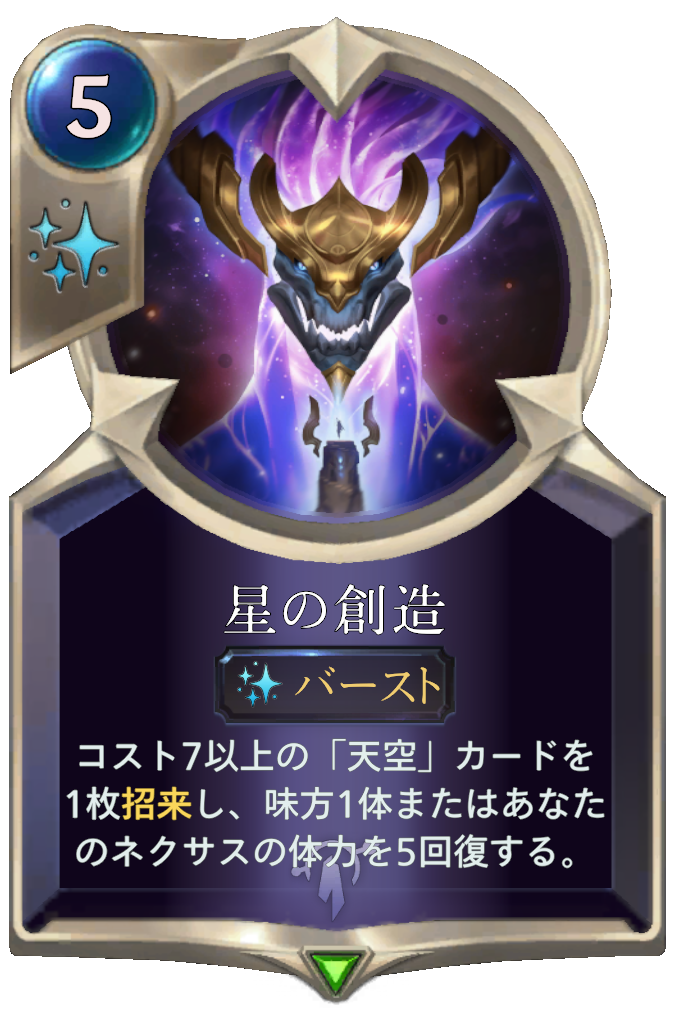 5
星の創造
バースト
コスト7以上の「天空」カードを
1枚招来し、味方1体またはあなた
のネクサスの体力を5回復する。